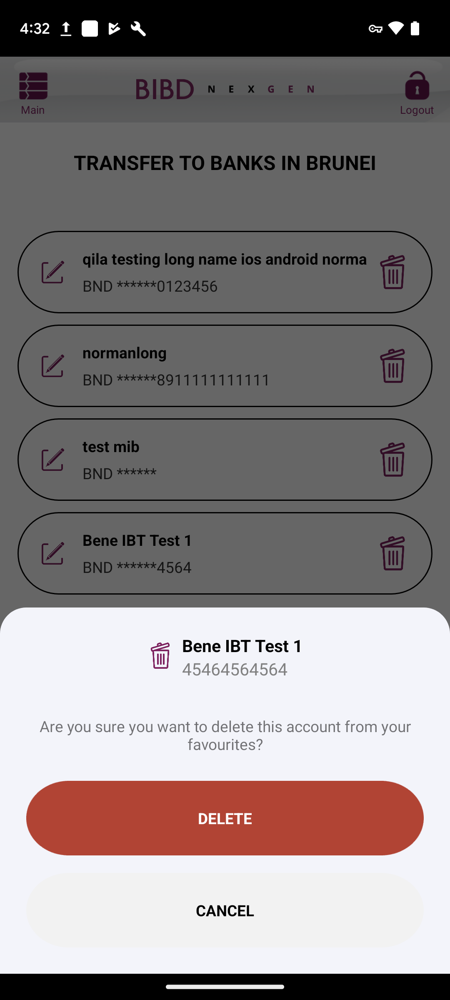 4:32
Main
BIBD NEXGEN
Logout
TRANSFER TO BANKS IN BRUNEI
qila testing long name ios android norma
BND ******0123456
normanlong
BND ******8911111111111
test mib
BND ******
Bene IBT Test 1
BND ******4564
Bene IBT Test 1
45464564564
Are you sure you want to delete this account from your
favourites?
DELETE
CANCEL